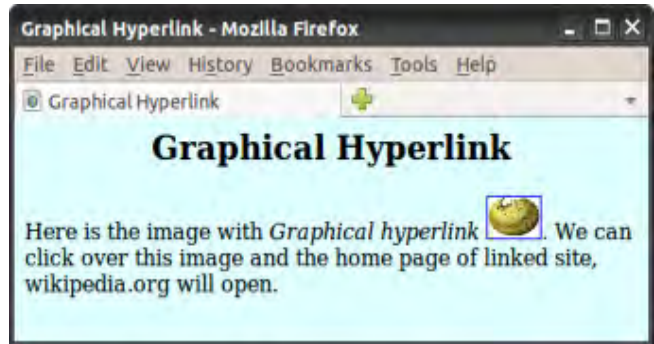 Graphical Hyperlink - Mozilla Firefox
File Edit View History Bookmarks Tools Help
Graphical Hyperlink
Graphical Hyperlink
Here is the image with Graphical hyperlink . We can
click over this image and the home page of linked site,
wikipedia.org will open.